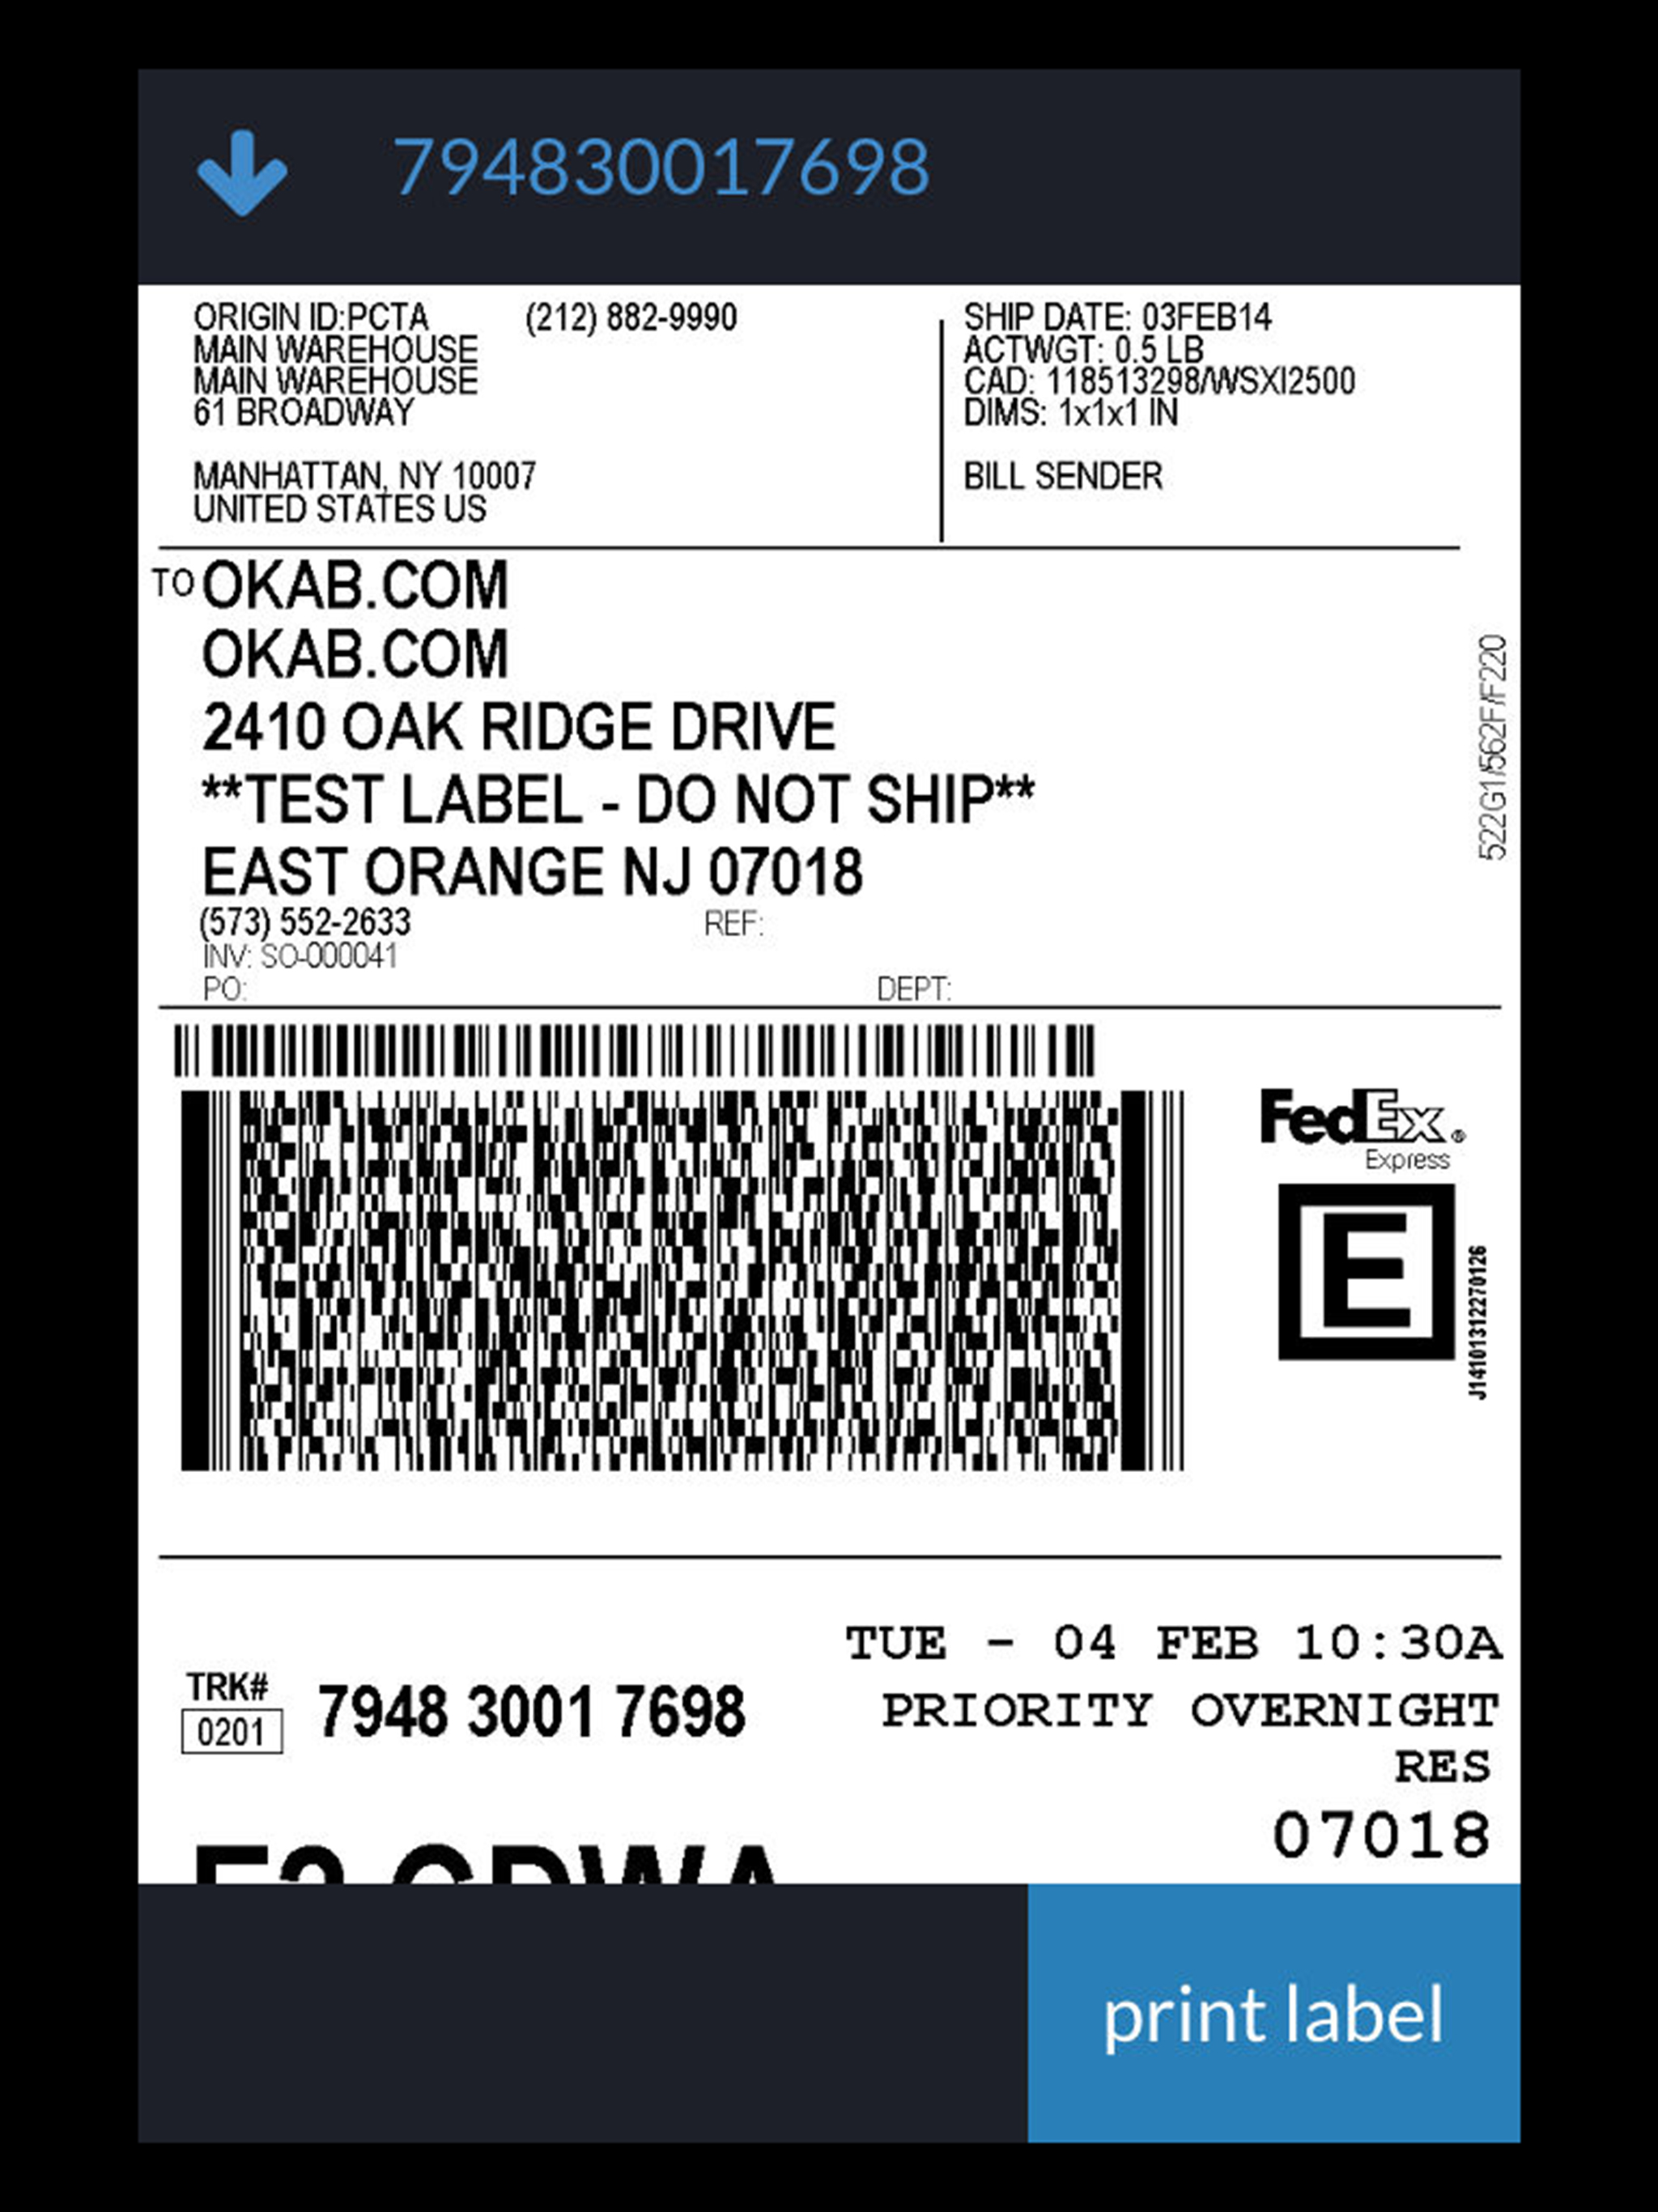 794830017698
ORIGIN ID:PCTA (212) 882-9990
MAIN WAREHOUSE
MAIN WAREHOUSE
61 BROADWAY
MANHATTAN, NY 10007
UNITED STATES US
SHIP DATE: 03FEB14
ACTWGT: 0.5 LB
CAD: 118513298/WSXI2500
DIMS: 1x1x1 IN
BILL SENDER
TO OKAB.COM
OKAB.COM
2410 OAK RIDGE DRIVE
**TEST LABEL - DO NOT SHIP**
EAST ORANGE NJ 07018
(573) 552-2633 REF:
INV: SO-000041
PO: DEPT:
522G1/562F/F220
FedEx®
Express
E
J14101312270126
TUE - 04 FEB 10:30A
PRIORITY OVERNIGHT
TRK#
0201
7948 3001 7698
RES
07018
print label